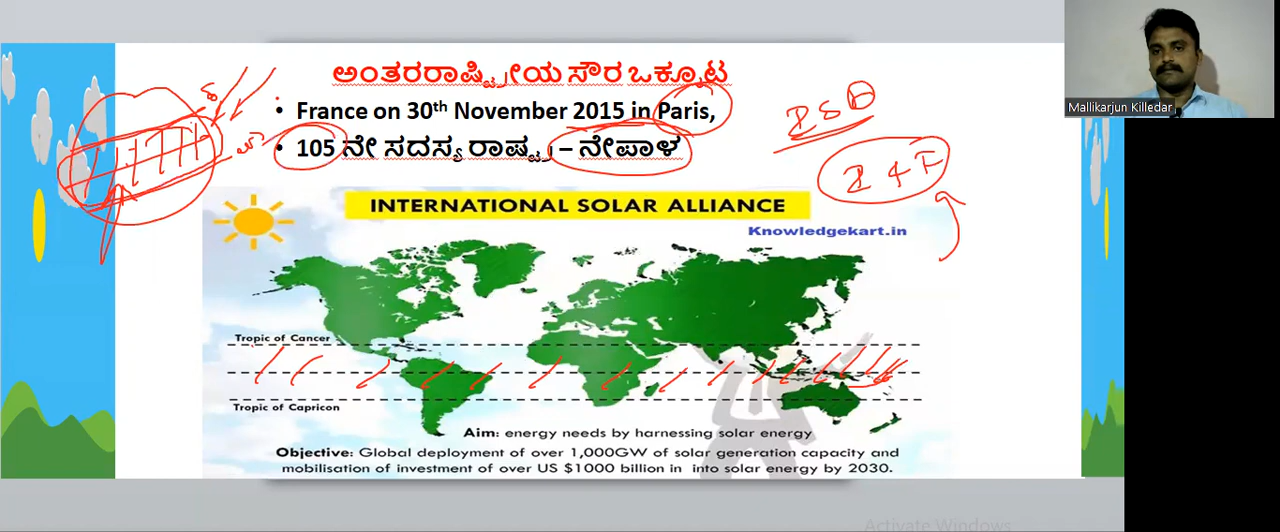 ಅಂತರರಾಷ್ಟ್ರೀಯ ಸೌರ ಒಕ್ಕೂಟ
• France on 30th November 2015 in Paris,
• 105 ನೇ ಸದಸ್ಯ ರಾಷ್ಟ್ರ – ನೇಪಾಳ
INTERNATIONAL SOLAR ALLIANCE
Knowledgekart.in
Tropic of Cancer
Tropic of Capricon
Aim: energy needs by harnessing solar energy
Objective: Global deployment of over 1,000GW of solar generation capacity and
mobilisation of investment of over US $1000 billion in into solar energy by 2030.
Mallikarjun Killedar
Activate Windows